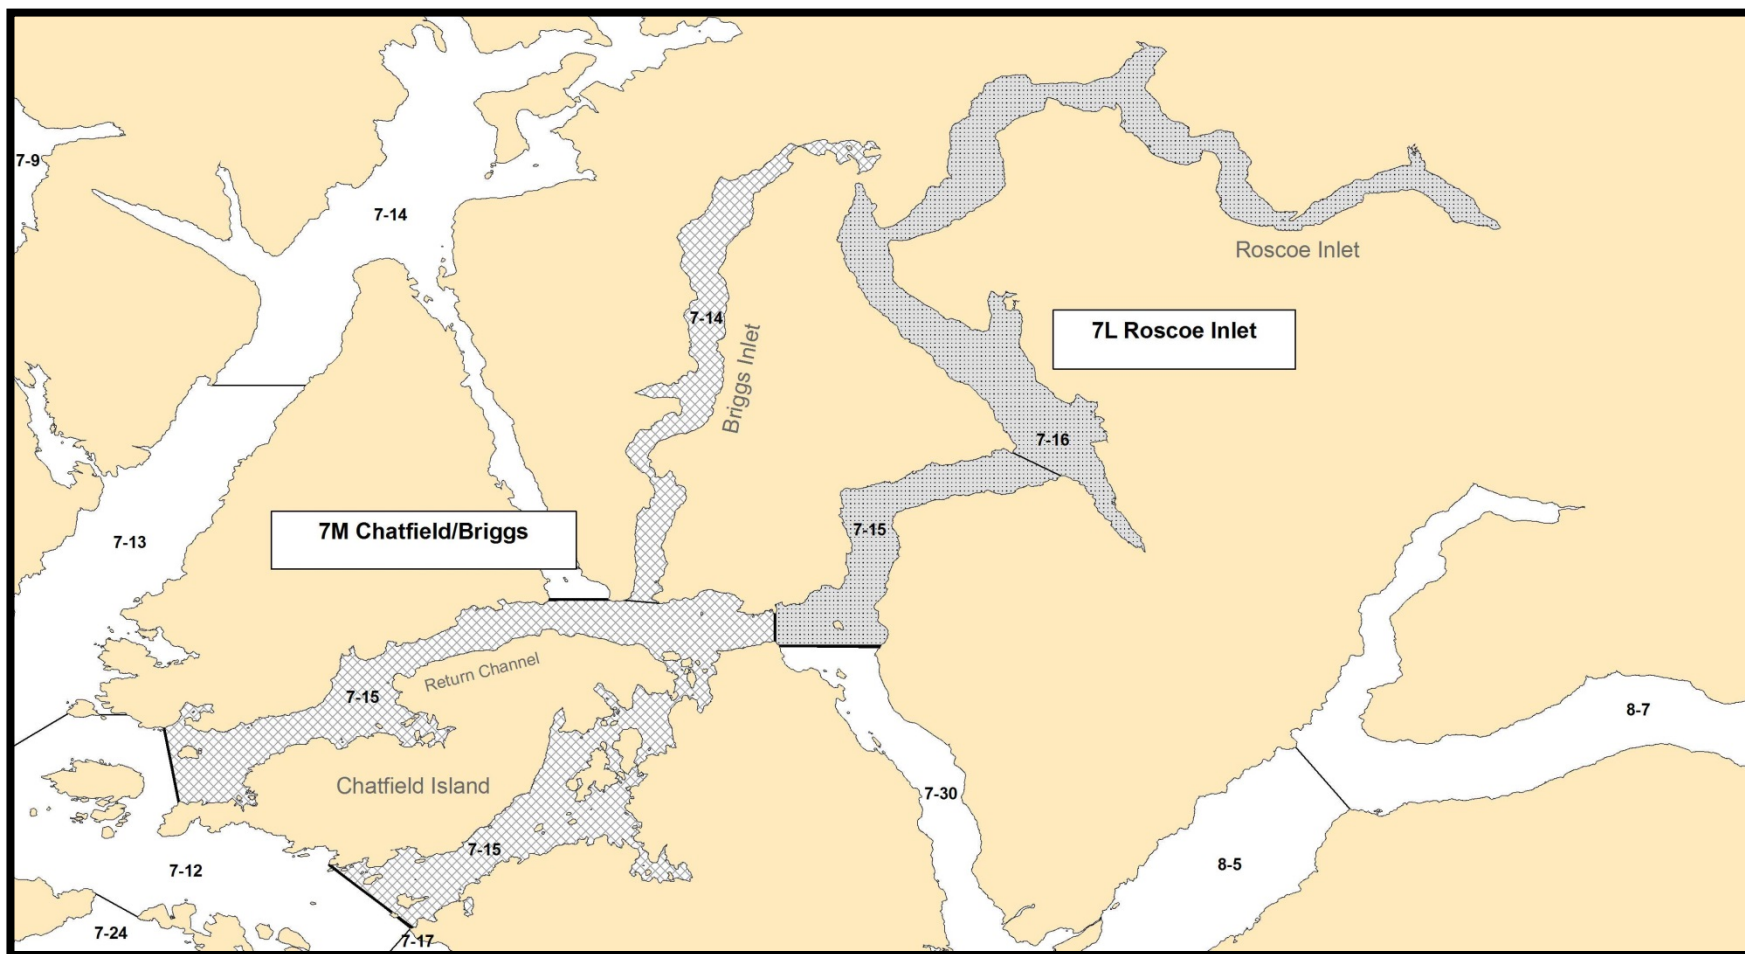 7-9
7-14
Roscoe Inlet
7-14
Briggs Inlet
7L Roscoe Inlet
7-16
7M Chatfield/Briggs
7-15
7-13
Return Channel
7-15
8-7
Chatfield Island
7-30
7-15
8-5
7-12
7-24
7-17